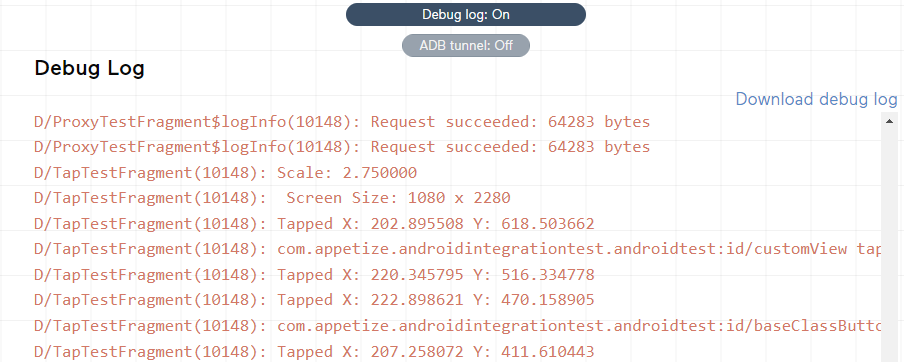 Debug log: On
ADB tunnel: Off
Debug Log
Download debug log
D/ProxyTestFragment$logInfo(10148): Request succeeded: 64283 bytes
D/ProxyTestFragment$logInfo(10148): Request succeeded: 64283 bytes
D/TapTestFragment(10148): Scale: 2.750000
D/TapTestFragment(10148):  Screen Size: 1080 x 2280
D/TapTestFragment(10148): Tapped X: 202.895508 Y: 618.503662
D/TapTestFragment(10148): com.appetize.androidintegrationtest.androidtest:id/customView tap
D/TapTestFragment(10148): Tapped X: 220.345795 Y: 516.334778
D/TapTestFragment(10148): Tapped X: 222.898621 Y: 470.158905
D/TapTestFragment(10148): com.appetize.androidintegrationtest.androidtest:id/baseClassButto
D/TapTestFragment(10148): Tapped X: 207.258072 Y: 411.610443